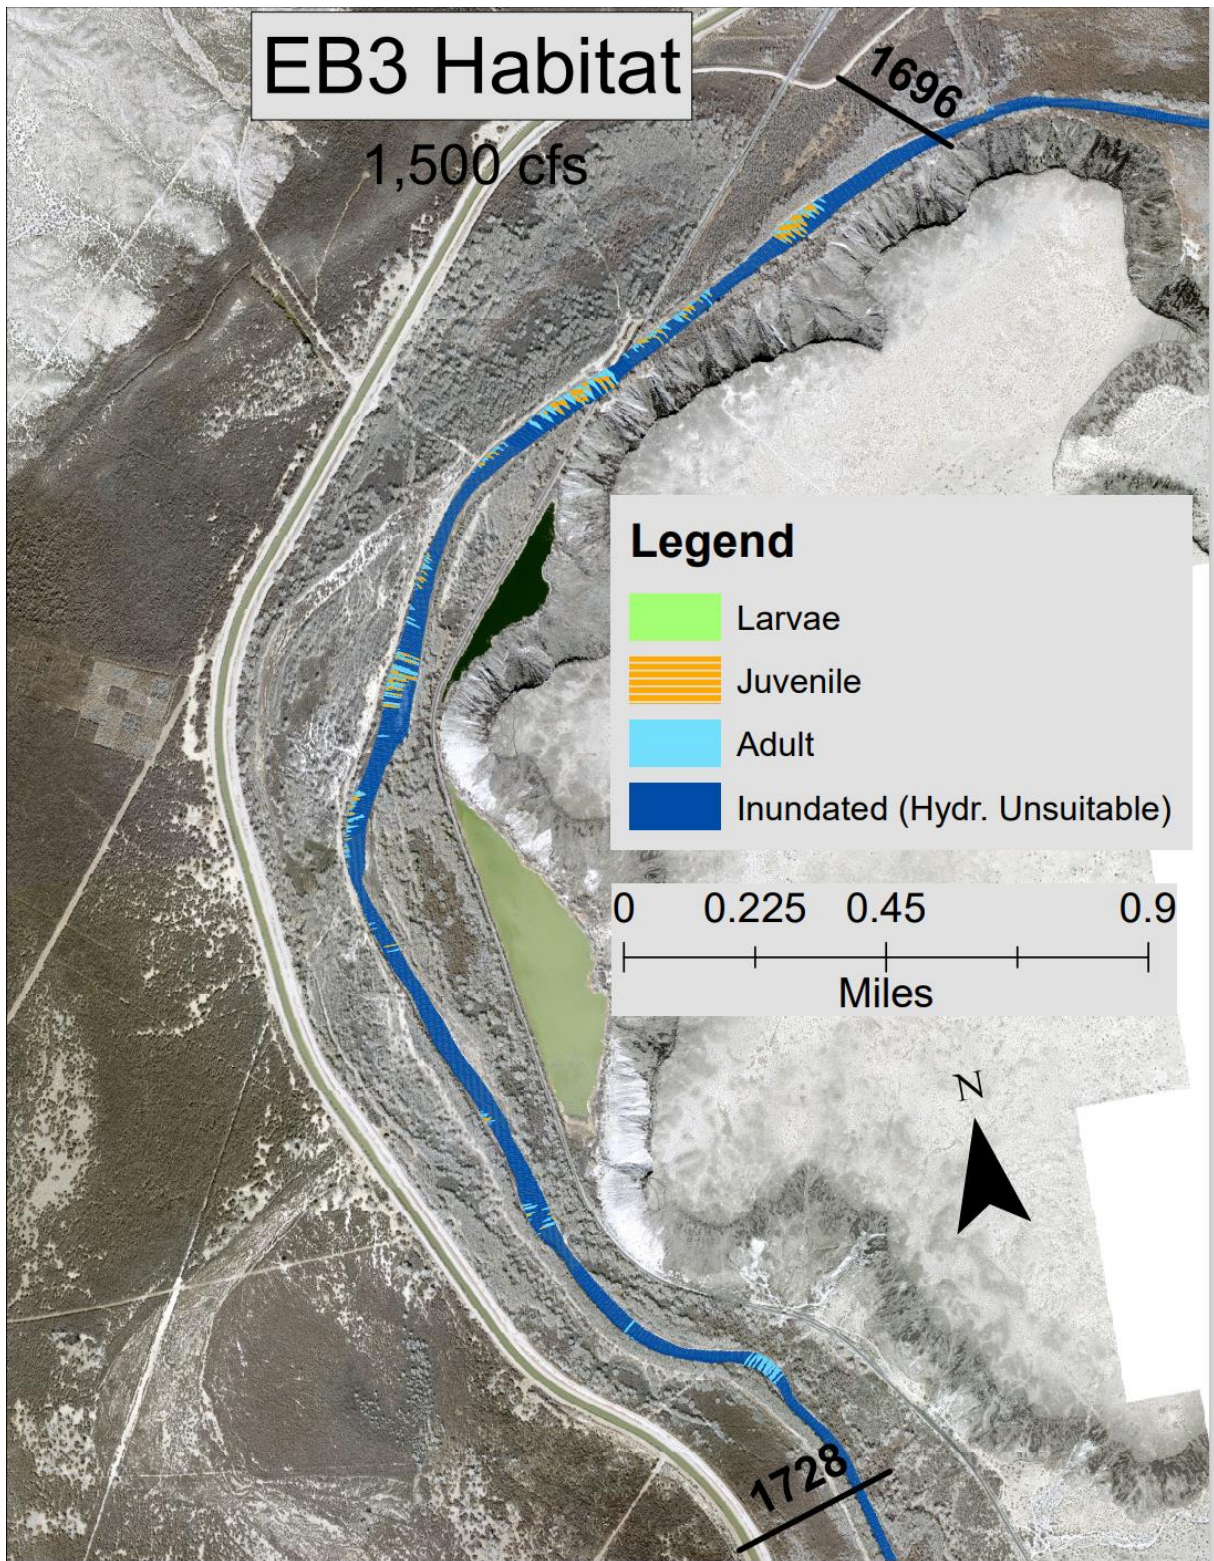 EB3 Habitat
1,500 cfs
1696
Legend
Larvae
Juvenile
Adult
Inundated (Hydr. Unsuitable)
0 0.225 0.45 0.9
Miles
N
1728